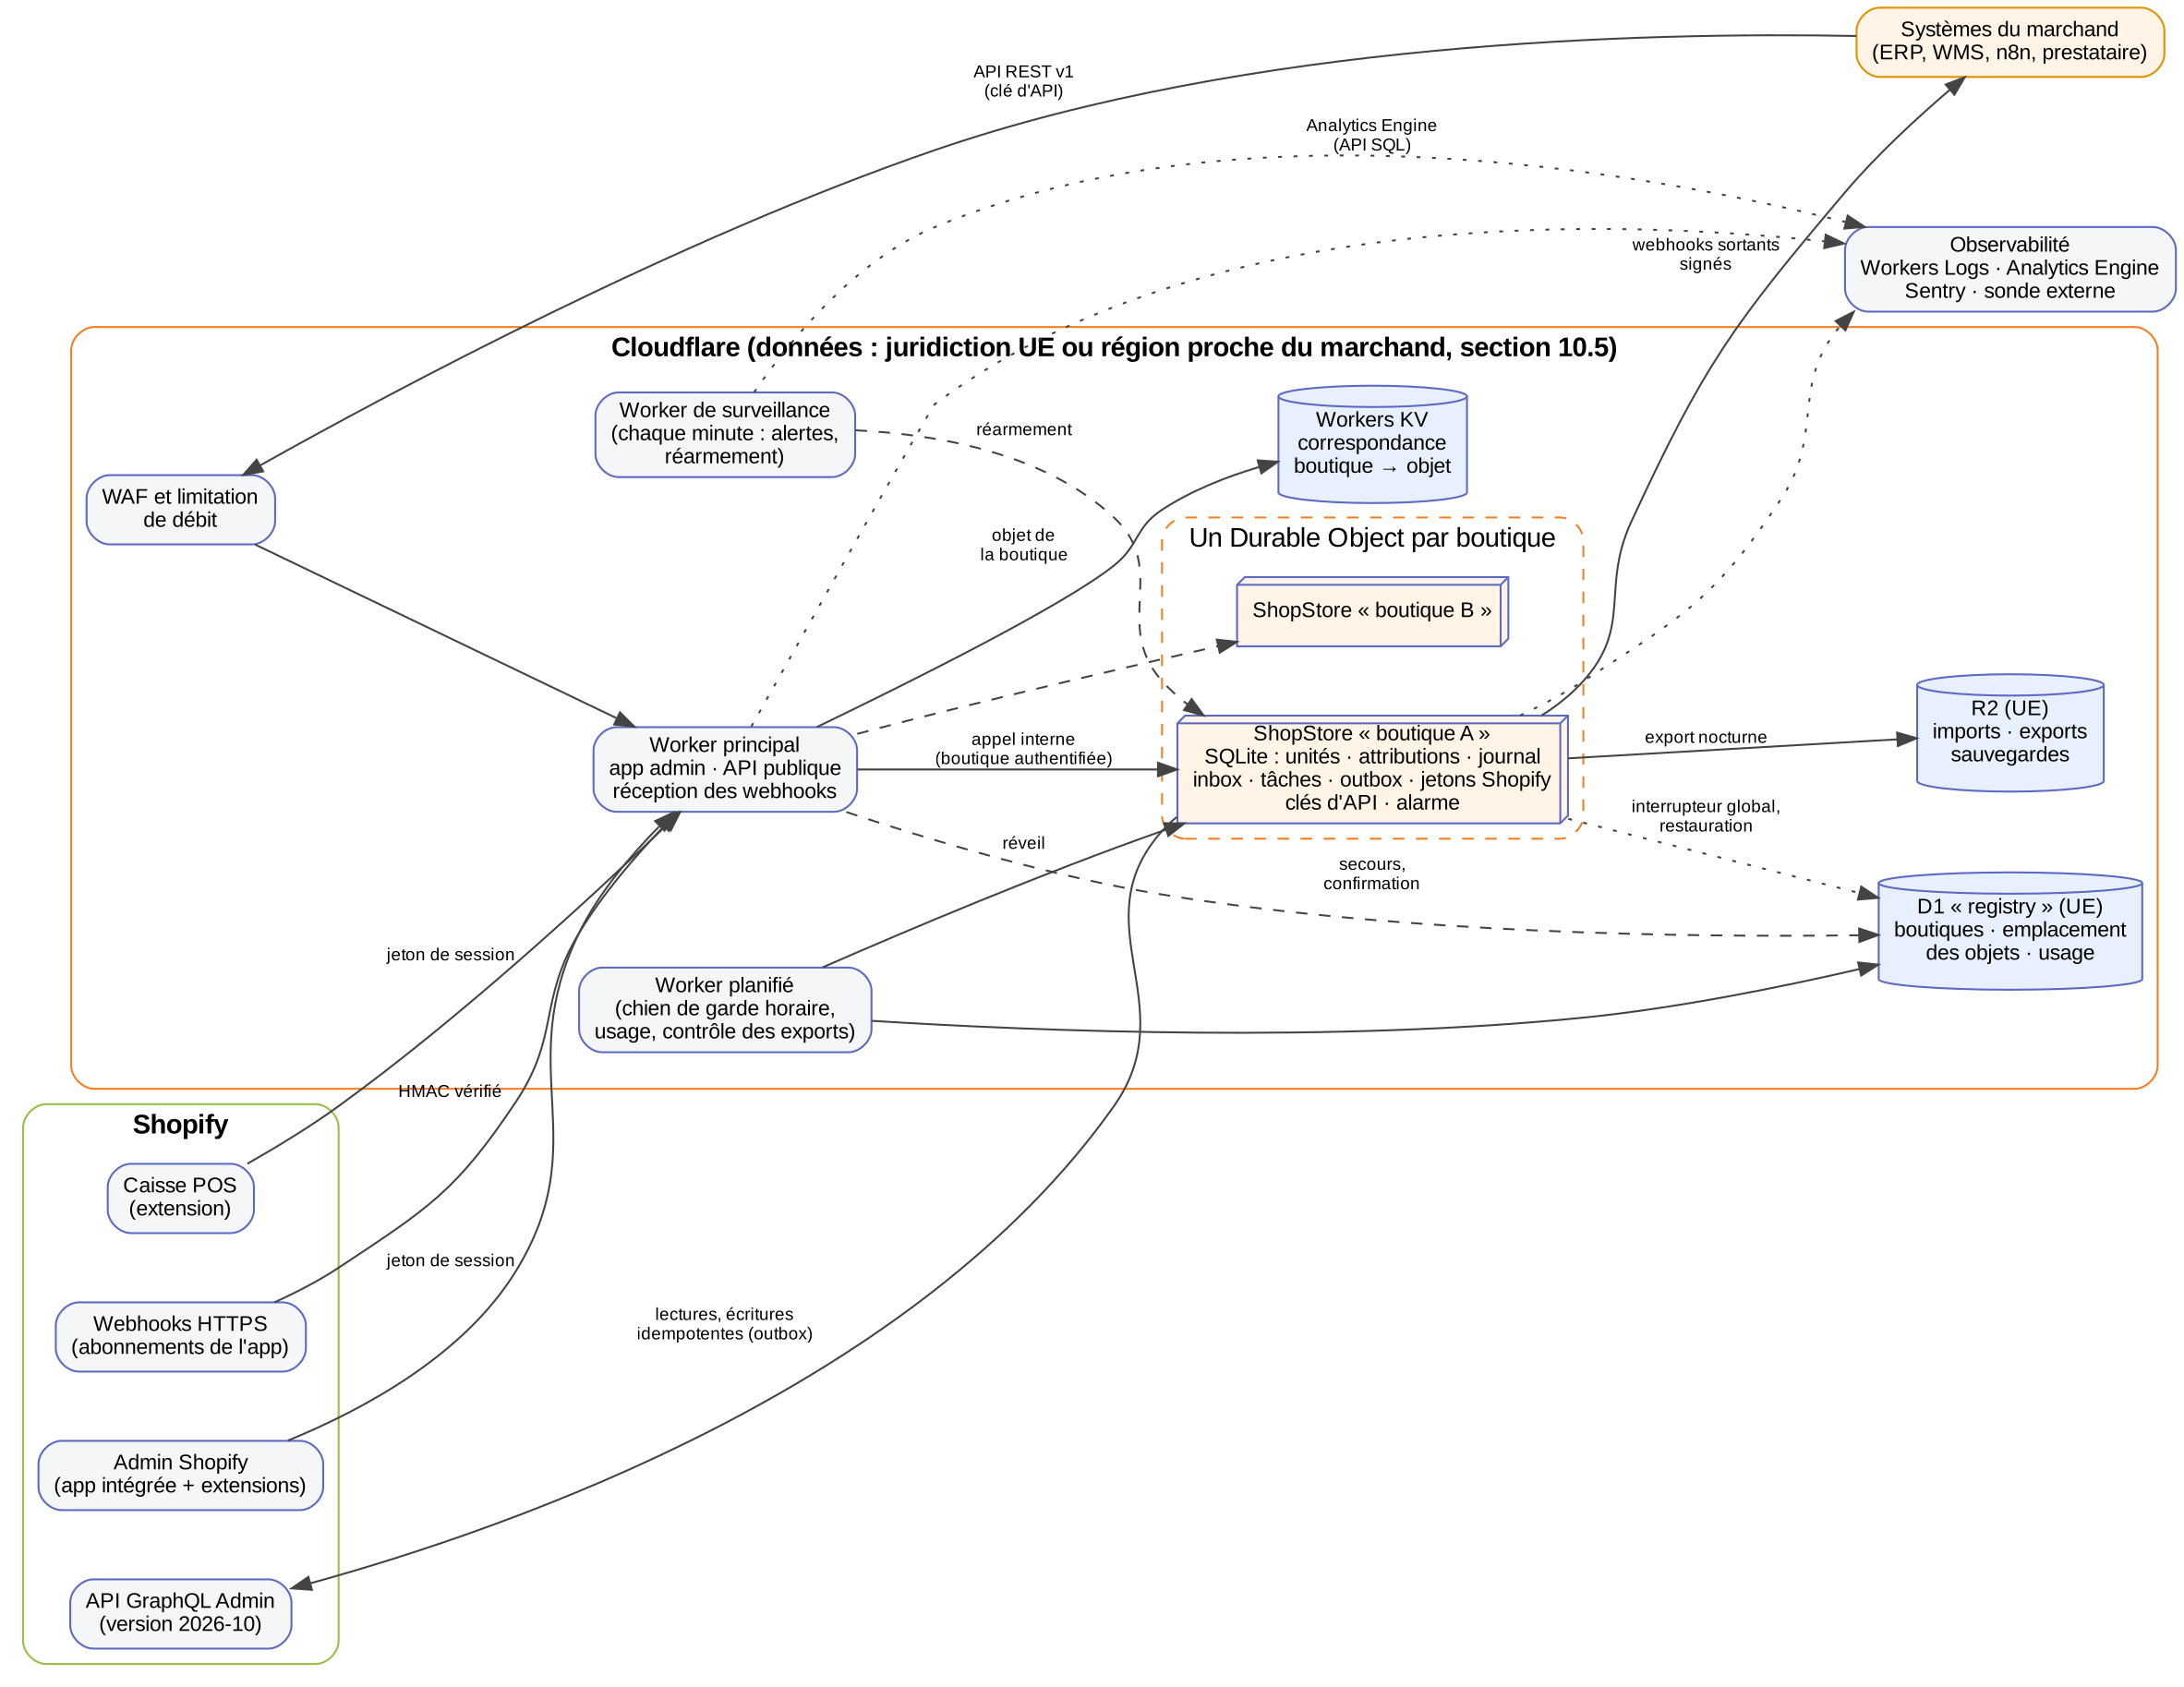 Systèmes du marchand
(ERP, WMS, n8n, prestataire)
API REST v1
(clé d'API)
Analytics Engine
(API SQL)
webhooks sortants
signés
Observabilité
Workers Logs · Analytics Engine
Sentry · sonde externe
Cloudflare (données : juridiction UE ou région proche du marchand, section 10.5)
Worker de surveillance
(chaque minute : alertes,
réarmement)
réarmement
Workers KV
correspondance
boutique → objet
WAF et limitation
de débit
objet de
la boutique
Un Durable Object par boutique
ShopStore « boutique B »
Worker principal
app admin · API publique
réception des webhooks
appel interne
(boutique authentifiée)
ShopStore « boutique A »
SQLite : unités · attributions · journal
inbox · tâches · outbox · jetons Shopify
clés d'API · alarme
export nocturne
R2 (UE)
imports · exports
sauvegardes
interrupteur global,
restauration
réveil
secours,
confirmation
D1 « registry » (UE)
boutiques · emplacement
des objets · usage
jeton de session
Worker planifié
(chien de garde horaire,
usage, contrôle des exports)
HMAC vérifié
Shopify
Caisse POS
(extension)
jeton de session
Webhooks HTTPS
(abonnements de l'app)
lectures, écritures
idempotentes (outbox)
Admin Shopify
(app intégrée + extensions)
API GraphQL Admin
(version 2026-10)